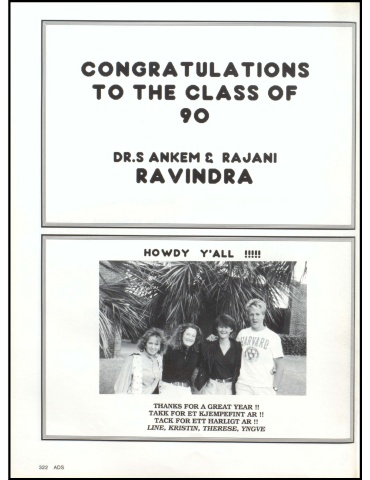 CONGRATULATIONS
TO THE CLASS OF
90
DR.S ANKEM & RAJANI
RAVINDRA
HOWDY Y'ALL !!!!!
HARVARD
THANKS FOR A GREAT YEAR !!
TAKK FOR ET KJEMPEFINT AR !!
TACK FOR ETT HARLIGT AR !!
LINE, KRISTIN, THERESE, YNGVE
322 ADS